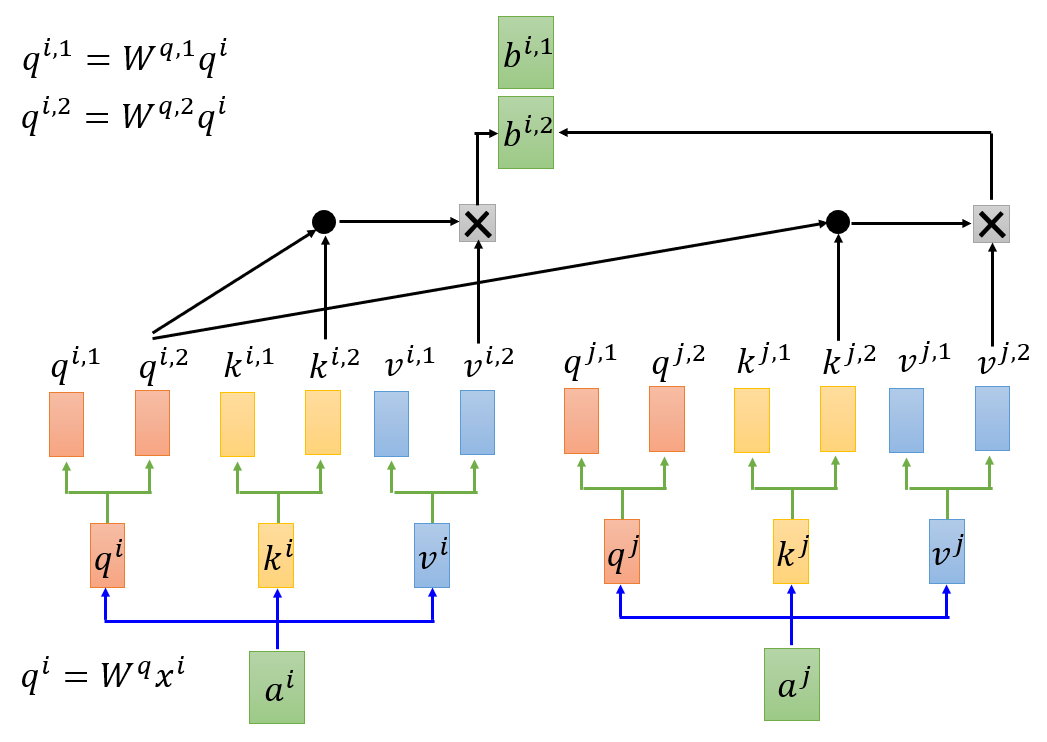 q^{i,1} = W^{q,1}q^i
q^{i,2} = W^{q,2}q^i
b^{i,1}
b^{i,2}
q^{i,1} q^{i,2} k^{i,1} k^{i,2} v^{i,1} v^{i,2} q^{j,1} q^{j,2} k^{j,1} k^{j,2} v^{j,1} v^{j,2}
q^i k^i v^i q^j k^j v^j
q^i = W^q x^i
a^i a^j